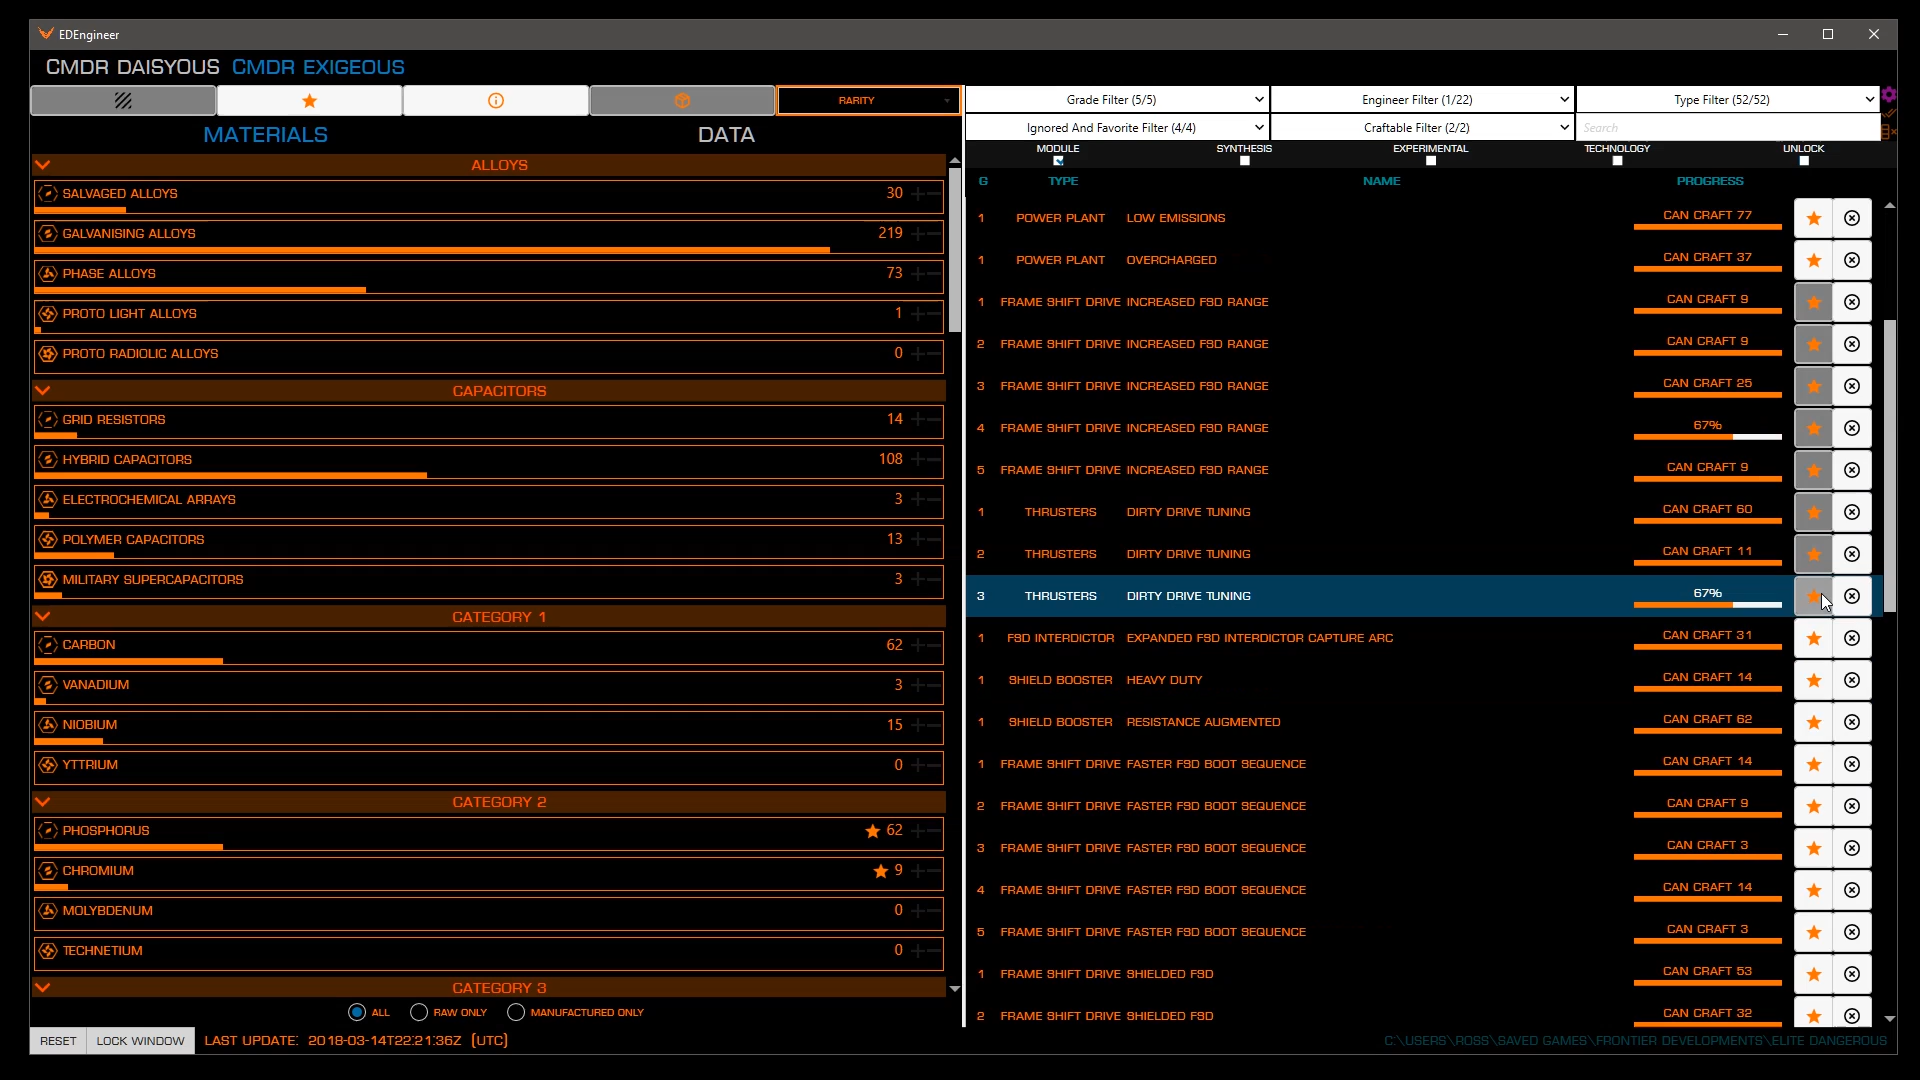 EDEngineer
CMDR DAISYOUS CMDR EXIGEOUS
RARITY
MATERIALS DATA
ALLOYS
SALVAGED ALLOYS 30
GALVANISING ALLOYS 219
PHASE ALLOYS 73
PROTO LIGHT ALLOYS 1
PROTO RADIOLIC ALLOYS 0
CAPACITORS
GRID RESISTORS 14
HYBRID CAPACITORS 108
ELECTROCHEMICAL ARRAYS 3
POLYMER CAPACITORS 13
MILITARY SUPERCAPACITORS 3
CATEGORY 1
CARBON 62
VANADIUM 3
NIOBIUM 15
YTTRIUM 0
CATEGORY 2
PHOSPHORUS 62
CHROMIUM 9
MOLYBDENUM 0
TECHNETIUM 0
CATEGORY 3
ALL RAW ONLY MANUFACTURED ONLY
RESET LOCK WINDOW LAST UPDATE: 2018-03-14T22:21:36Z (UTC)
Grade Filter (5/5) Engineer Filter (1/22) Type Filter (52/52)
Ignored And Favorite Filter (4/4) Craftable Filter (2/2) Search
MODULE SYNTHESIS EXPERIMENTAL TECHNOLOGY UNLOCK
G TYPE NAME PROGRESS
1 POWER PLANT LOW EMISSIONS CAN CRAFT 77
1 POWER PLANT OVERCHARGED CAN CRAFT 37
1 FRAME SHIFT DRIVE INCREASED FSD RANGE CAN CRAFT 9
2 FRAME SHIFT DRIVE INCREASED FSD RANGE CAN CRAFT 9
3 FRAME SHIFT DRIVE INCREASED FSD RANGE CAN CRAFT 25
4 FRAME SHIFT DRIVE INCREASED FSD RANGE 67%
5 FRAME SHIFT DRIVE INCREASED FSD RANGE CAN CRAFT 9
1 THRUSTERS DIRTY DRIVE TUNING CAN CRAFT 60
2 THRUSTERS DIRTY DRIVE TUNING CAN CRAFT 11
3 THRUSTERS DIRTY DRIVE TUNING 67%
1 FSD INTERDICTOR EXPANDED FSD INTERDICTOR CAPTURE ARC CAN CRAFT 31
1 SHIELD BOOSTER HEAVY DUTY CAN CRAFT 14
1 SHIELD BOOSTER RESISTANCE AUGMENTED CAN CRAFT 62
1 FRAME SHIFT DRIVE FASTER FSD BOOT SEQUENCE CAN CRAFT 14
2 FRAME SHIFT DRIVE FASTER FSD BOOT SEQUENCE CAN CRAFT 9
3 FRAME SHIFT DRIVE FASTER FSD BOOT SEQUENCE CAN CRAFT 3
4 FRAME SHIFT DRIVE FASTER FSD BOOT SEQUENCE CAN CRAFT 14
5 FRAME SHIFT DRIVE FASTER FSD BOOT SEQUENCE CAN CRAFT 3
1 FRAME SHIFT DRIVE SHIELDED FSD CAN CRAFT 53
2 FRAME SHIFT DRIVE SHIELDED FSD CAN CRAFT 32
C:\USERS\ROSS\SAVED GAMES\FRONTIER DEVELOPMENTS\ELITE DANGEROUS